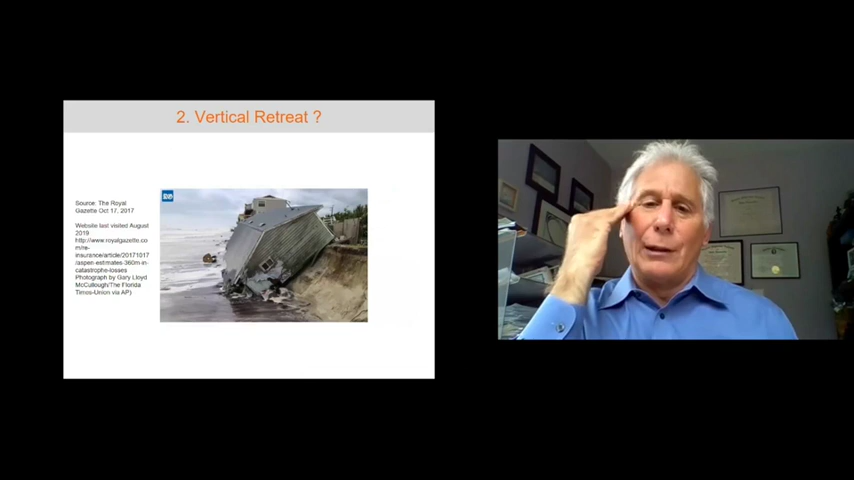 2. Vertical Retreat ?
Source: The Royal
Gazette Oct 17, 2017
Website last visited August
2019
http://www.royalgazette.co
m/re-
insurance/article/20171017
/aspen-estimates-360m-in-
catastrophe-losses
Photograph by Gary Lloyd
McCullough/The Florida
Times-Union via AP)